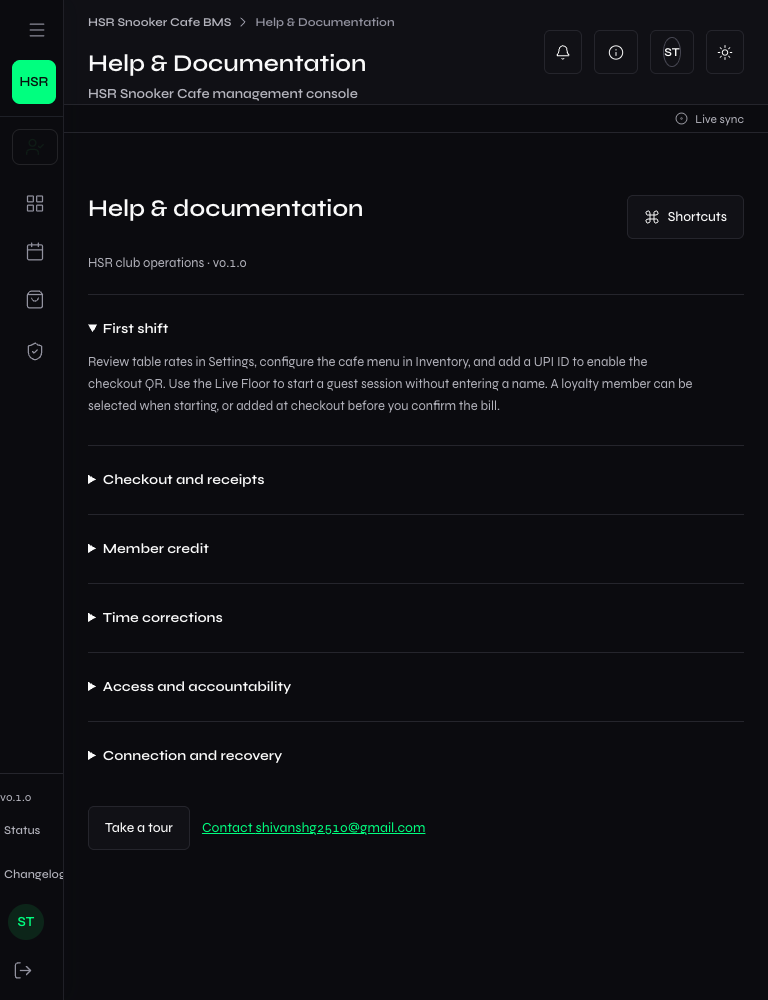 HSR Snooker Cafe BMS
Help & Documentation
Help & Documentation
HSR Snooker Cafe management console
HSR
ST
Live sync
Help & documentation
Shortcuts
HSR club operations · v0.1.0
First shift
Review table rates in Settings, configure the cafe menu in Inventory, and add a UPI ID to enable the
checkout QR. Use the Live Floor to start a guest session without entering a name. A loyalty member can be
selected when starting, or added at checkout before you confirm the bill.
Checkout and receipts
Member credit
Time corrections
Access and accountability
Connection and recovery
Take a tour
Contact shivanshg2510@gmail.com
v0.1.0
Status
Changelog
ST